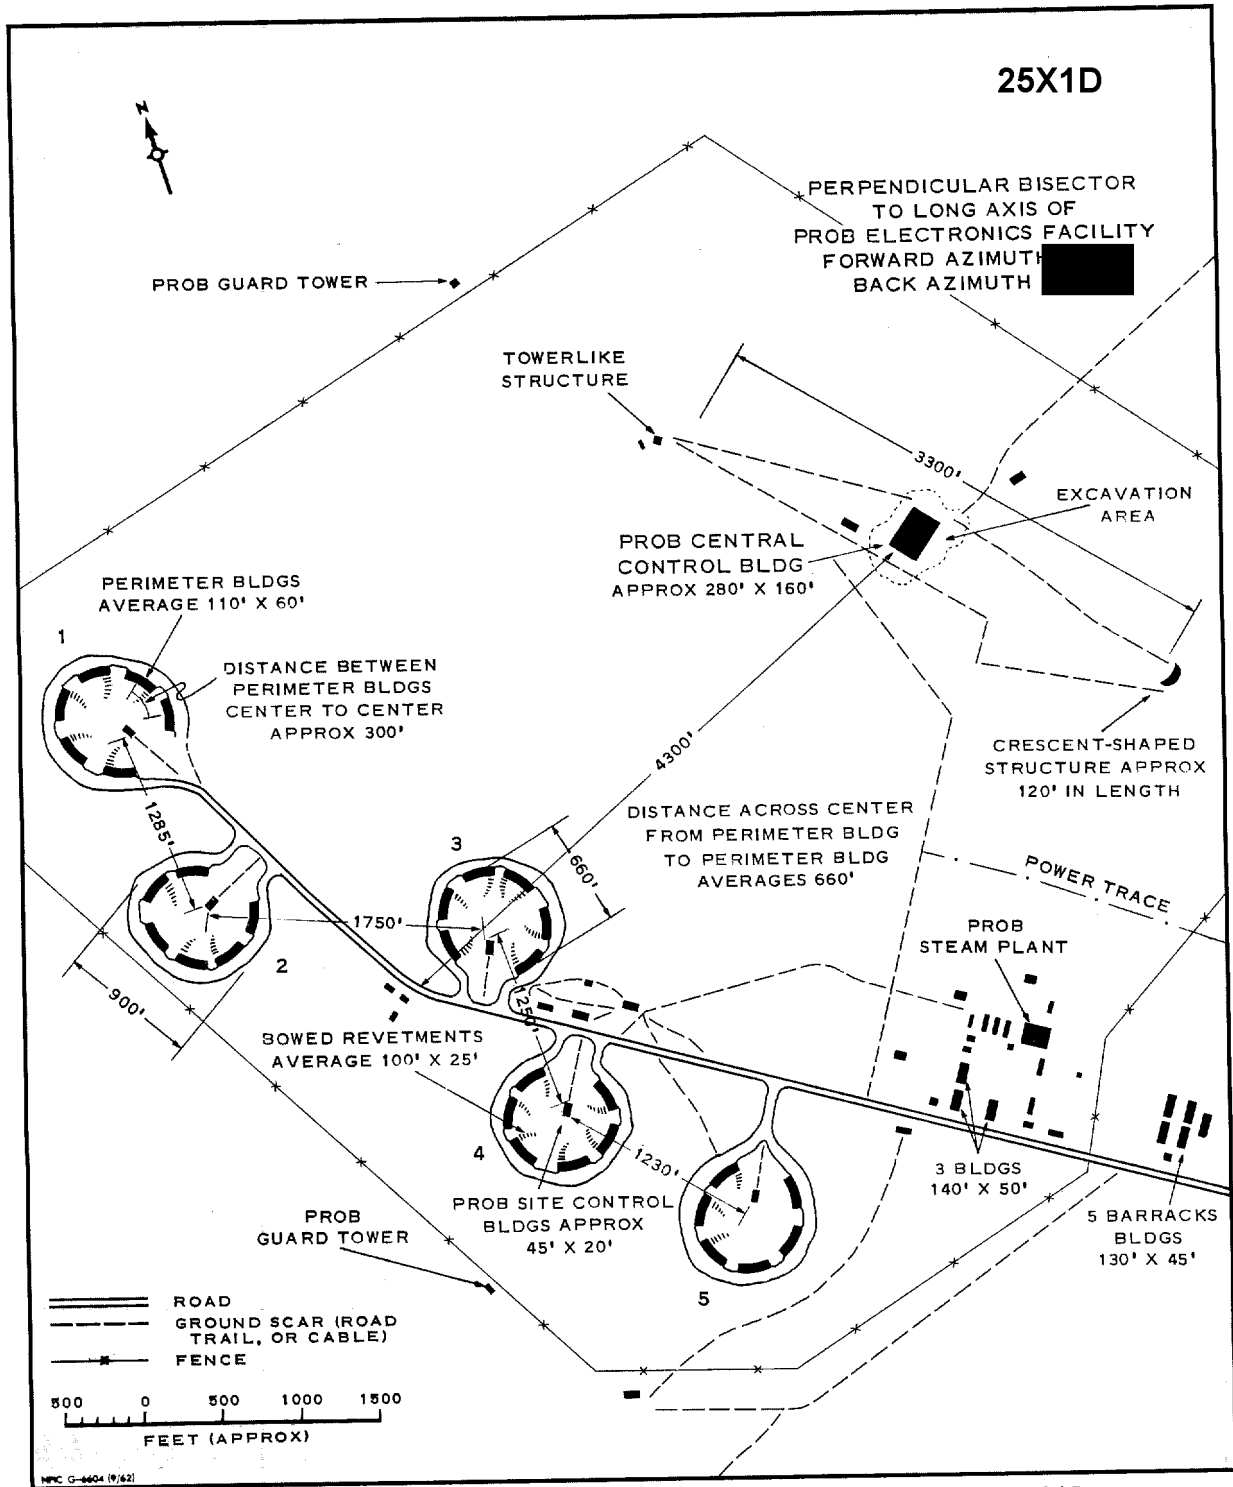 25X1D
N
PERPENDICULAR BISECTOR
TO LONG AXIS OF
PROB ELECTRONICS FACILITY
FORWARD AZIMUTH
BACK AZIMUTH
PROB GUARD TOWER
TOWERLIKE
STRUCTURE
3300'
EXCAVATION
AREA
PROB CENTRAL
CONTROL BLDG
APPROX 280' X 160'
PERIMETER BLDGS
AVERAGE 110' X 60'
1
DISTANCE BETWEEN
PERIMETER BLDGS
CENTER TO CENTER
APPROX 300'
4300'
CRESCENT-SHAPED
STRUCTURE APPROX
120' IN LENGTH
1285'
DISTANCE ACROSS CENTER
FROM PERIMETER BLDG
TO PERIMETER BLDG
AVERAGES 660'
3
660'
POWER TRACE
1750'
PROB
STEAM PLANT
2
900'
1250'
BOWED REVETMENTS
AVERAGE 100' X 25'
4
1230'
3 BLDGS
140' X 50'
PROB SITE CONTROL
BLDGS APPROX
45' X 20'
PROB
GUARD TOWER
5 BARRACKS
BLDGS
130' X 45'
5
ROAD
GROUND SCAR (ROAD
TRAIL, OR CABLE)
FENCE
500 0 500 1000 1500
FEET (APPROX)
NPIC G-6604 (9/62)